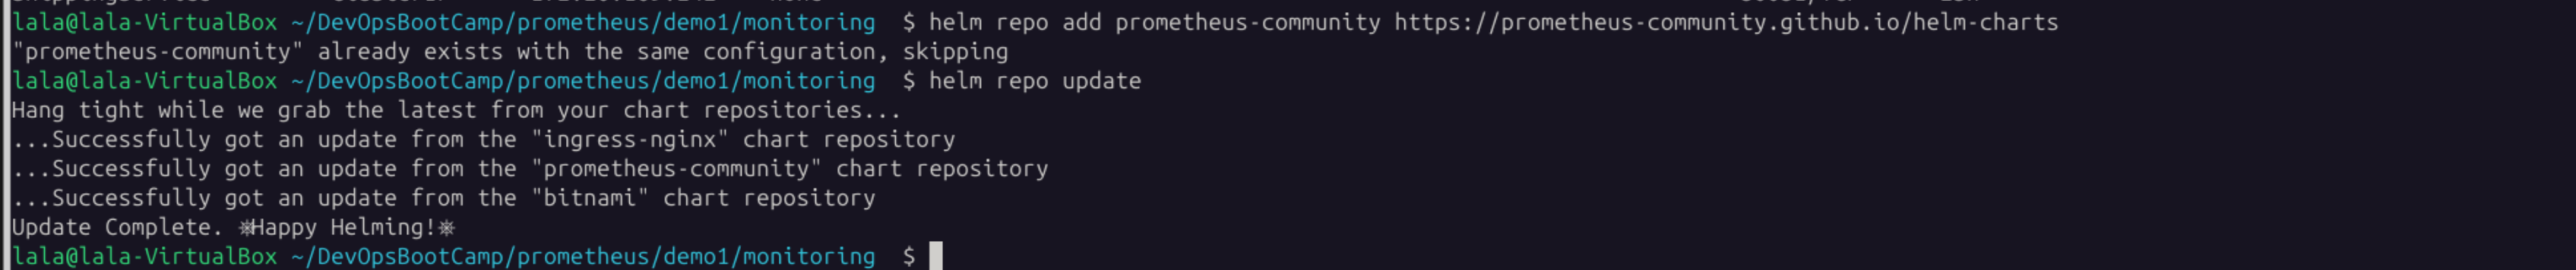 lala@lala-VirtualBox ~/DevOpsBootCamp/prometheus/demo1/monitoring $ helm repo add prometheus-community https://prometheus-community.github.io/helm-charts
"prometheus-community" already exists with the same configuration, skipping
lala@lala-VirtualBox ~/DevOpsBootCamp/prometheus/demo1/monitoring $ helm repo update
Hang tight while we grab the latest from your chart repositories...
...Successfully got an update from the "ingress-nginx" chart repository
...Successfully got an update from the "prometheus-community" chart repository
...Successfully got an update from the "bitnami" chart repository
Update Complete. ⎈Happy Helming!⎈
lala@lala-VirtualBox ~/DevOpsBootCamp/prometheus/demo1/monitoring $